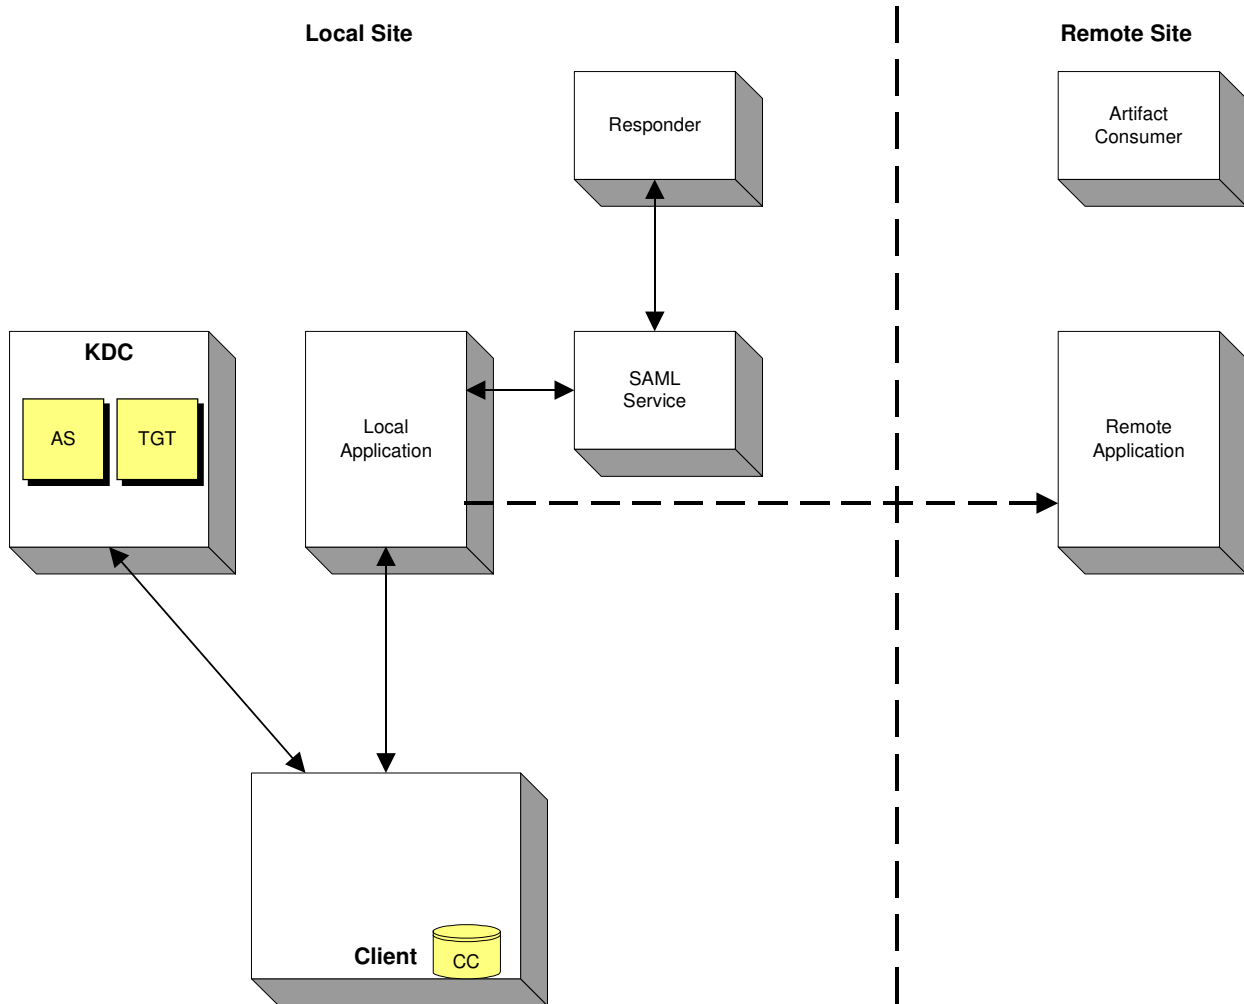 Local Site
Remote Site
Responder
Artifact
Consumer
KDC
AS
TGT
Local
Application
SAML
Service
Remote
Application
Client
CC